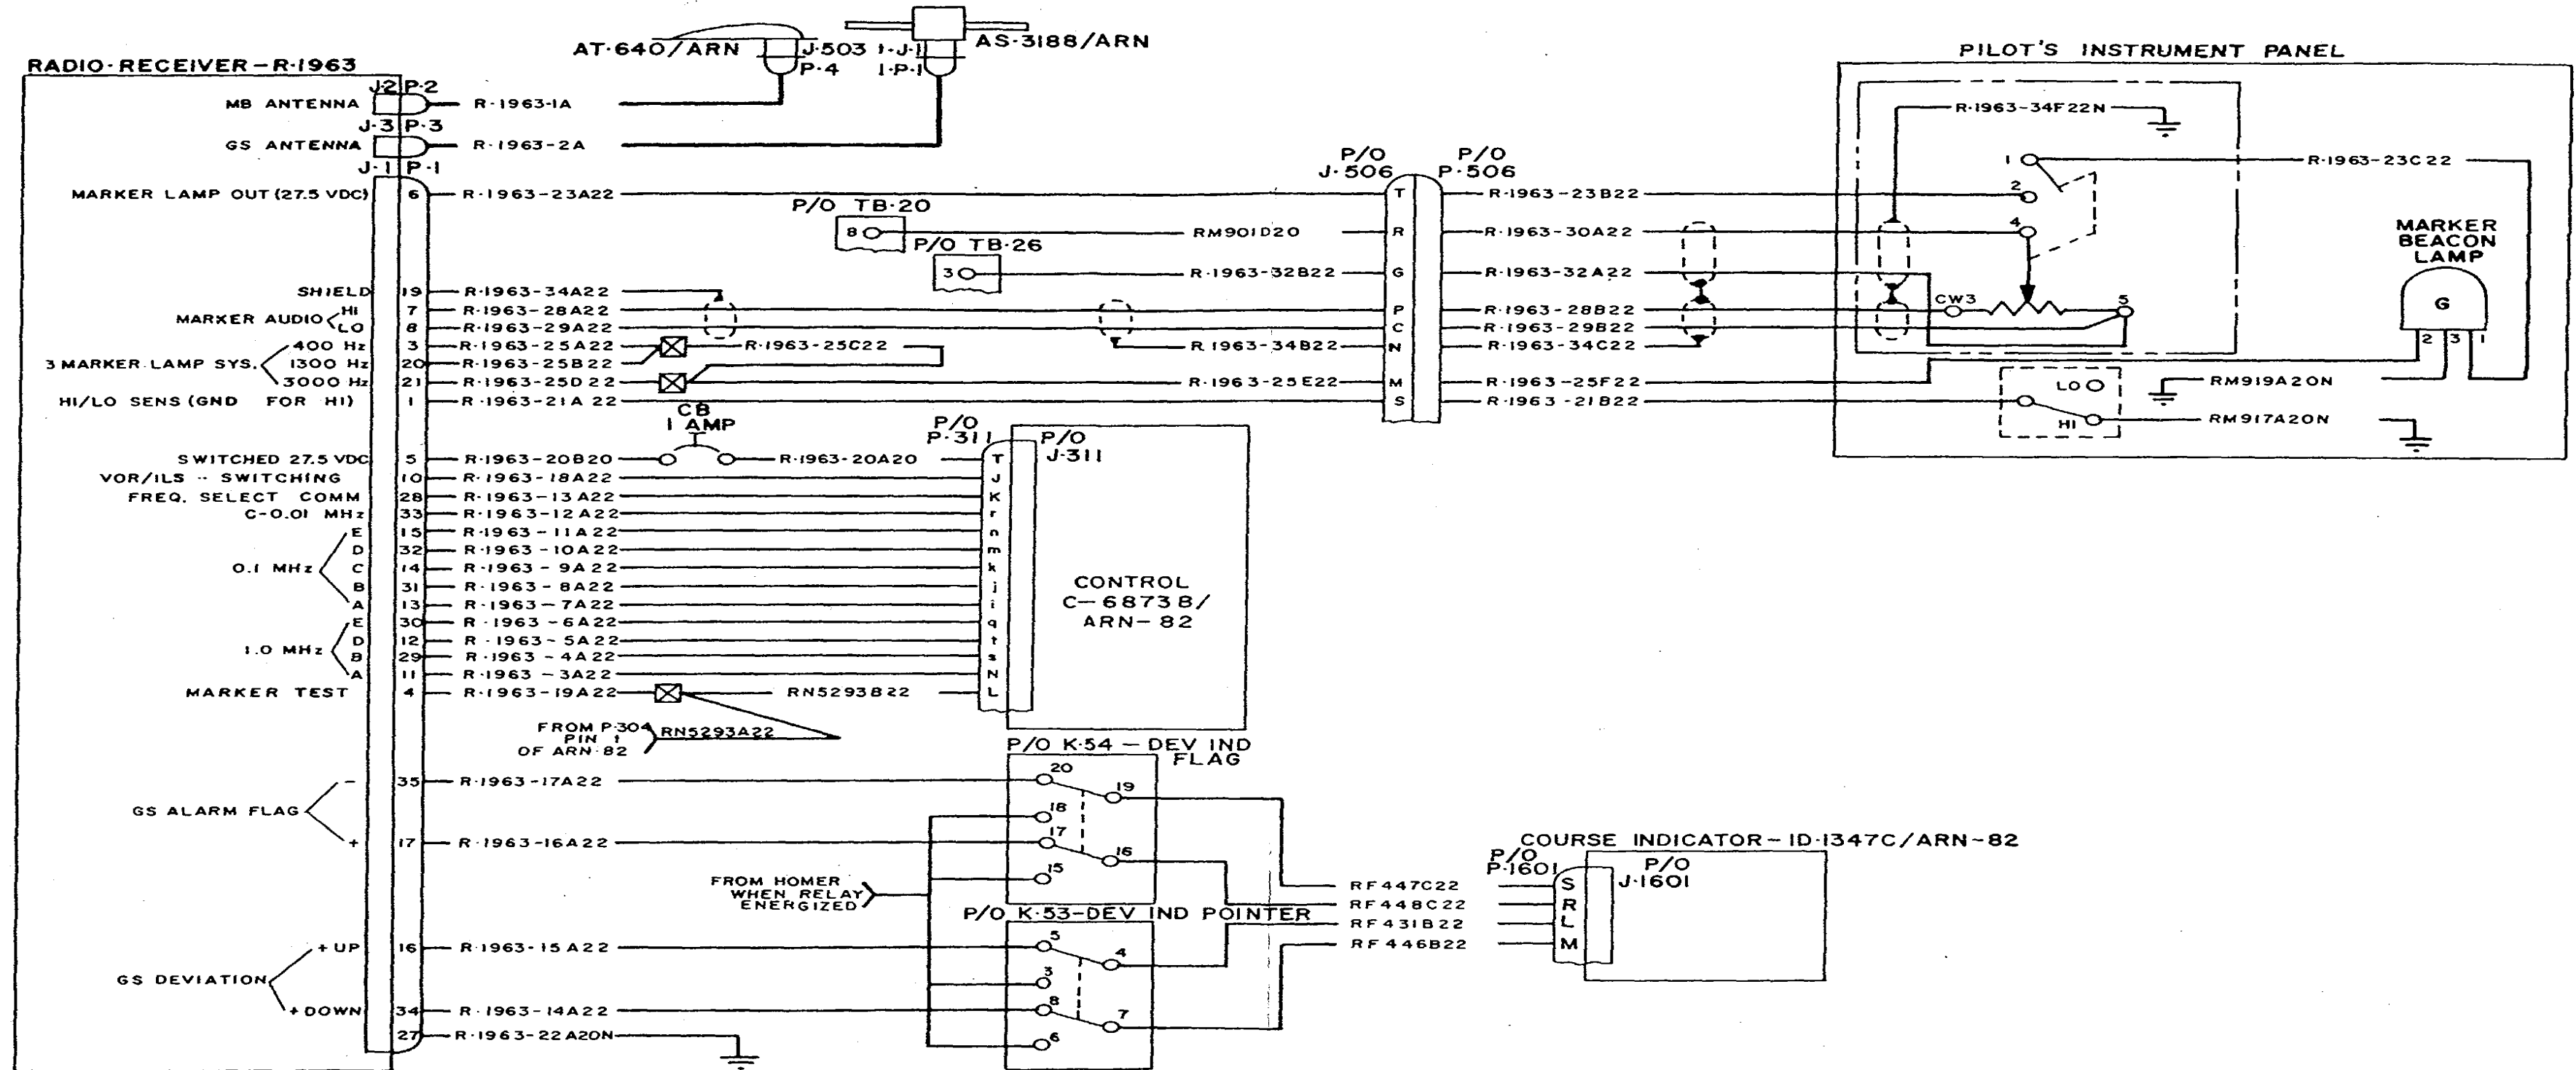 AT-640/ARN
J-503
P-4
1-J-1
1-P-1
AS-3188/ARN
RADIO-RECEIVER-R-1963
MB ANTENNA
J-2 P-2
R-1963-1A
J-3 P-3
GS ANTENNA
R-1963-2A
J-1 P-1
MARKER LAMP OUT (27.5 VDC) 6 R-1963-23A22
SHIELD 19 R-1963-34A22
MARKER AUDIO
HI 7 R-1963-28A22
LO 8 R-1963-29A22
3 MARKER LAMP SYS.
400 Hz 3 R-1963-25A22 R-1963-25C22
1300 Hz 20 R-1963-25B22
3000 Hz 21 R-1963-25D22
HI/LO SENS (GND FOR HI) 1 R-1963-21A22
P/O TB-20
8
RM901D20
P/O TB-26
3
R-1963-32B22
R-1963-34B22
R-1963-25E22
P/O J-506
P/O P-506
T R-1963-23B22
R R-1963-30A22
G R-1963-32A22
P R-1963-28B22
C R-1963-29B22
N R-1963-34C22
M R-1963-25F22
S R-1963-21B22
PILOT'S INSTRUMENT PANEL
R-1963-34F22N
1
R-1963-23C22
2
4
CW3
5
MARKER
BEACON
LAMP
G
2 3 1
LO
RM919A20N
HI
RM917A20N
CB
1 AMP
P/O
P-311
P/O
J-311
SWITCHED 27.5 VDC 5 R-1963-20B20 R-1963-20A20 T
VOR/ILS - SWITCHING 10 R-1963-18A22 J
FREQ. SELECT COMM 28 R-1963-13A22 K
C-0.01 MHz 33 R-1963-12A22 r
0.1 MHz
E 15 R-1963-11A22 n
D 32 R-1963-10A22 m
C 14 R-1963-9A22 k
B 31 R-1963-8A22 j
A 13 R-1963-7A22 i
1.0 MHz
E 30 R-1963-6A22 q
D 12 R-1963-5A22 t
B 29 R-1963-4A22 s
A 11 R-1963-3A22 N
MARKER TEST 4 R-1963-19A22 RN5293B22 L
CONTROL
C-6873B/
ARN-82
FROM P-304
PIN 1
OF ARN-82
RN5293A22
P/O K-54 - DEV IND
FLAG
GS ALARM FLAG
- 35 R-1963-17A22
+ 17 R-1963-16A22
20
19
18
17
16
15
FROM HOMER
WHEN RELAY
ENERGIZED
P/O K-53-DEV IND POINTER
GS DEVIATION
+UP 16 R-1963-15A22
+DOWN 34 R-1963-14A22
27 R-1963-22A20N
5
4
3
8
7
6
COURSE INDICATOR-ID-1347C/ARN-82
P/O
P-1601
P/O
J-1601
RF447C22 S
RF448C22 R
RF431B22 L
RF446B22 M